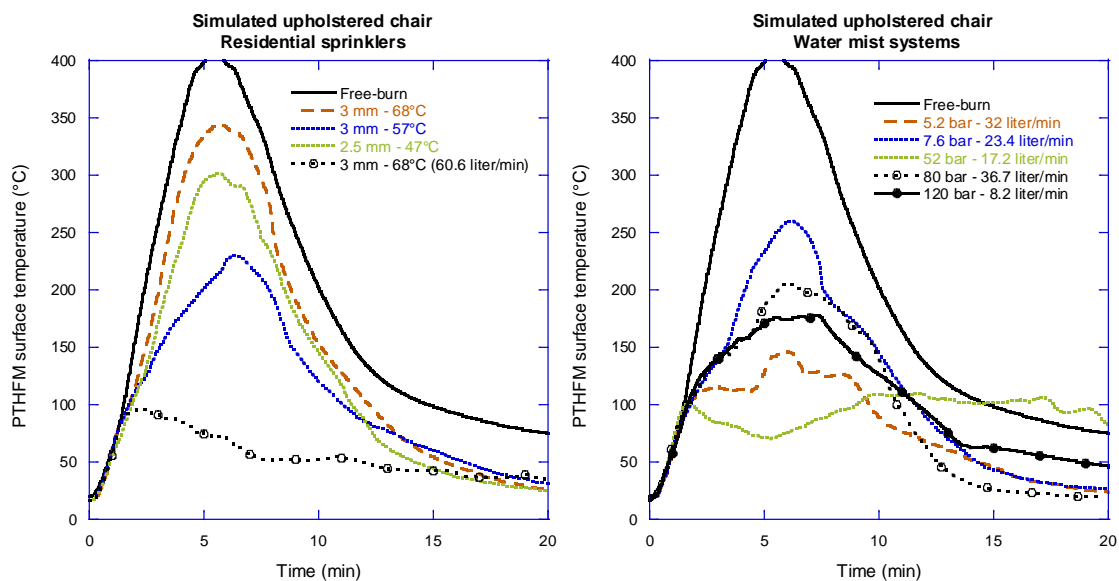 Simulated upholstered chair
Residential sprinklers
400
350
300
250
200
150
100
50
0
PTHFM surface temperature (°C)
Free-burn
3 mm - 68°C
3 mm - 57°C
2.5 mm - 47°C
3 mm - 68°C (60.6 liter/min)
0
5
10
15
20
Time (min)
Simulated upholstered chair
Water mist systems
400
350
300
250
200
150
100
50
0
PTHFM surface temperature (°C)
Free-burn
5.2 bar - 32 liter/min
7.6 bar - 23.4 liter/min
52 bar - 17.2 liter/min
80 bar - 36.7 liter/min
120 bar - 8.2 liter/min
0
5
10
15
20
Time (min)